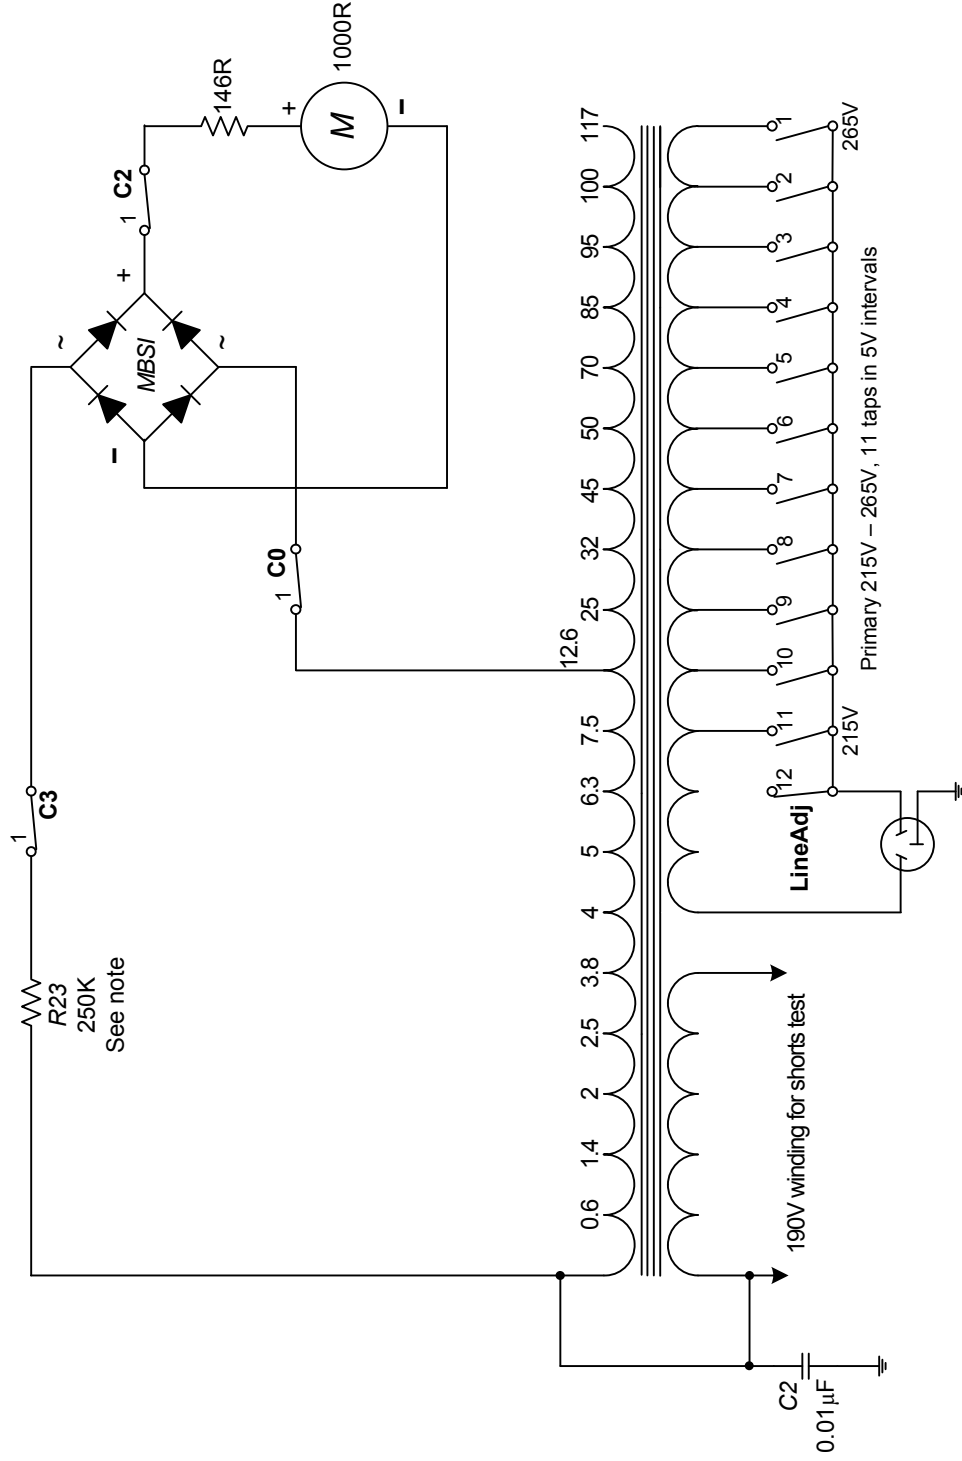 R23
250K
See note
1
C3
~
+
–
MBSI
~
1
C2
146R
+
M
–
1000R
1
C0
12.6
0.6
1.4
2
2.5
3.8
4
5
6.3
7.5
25
32
45
50
70
85
95
100
117
12
11
10
9
8
7
6
5
4
3
2
1
LineAdj
215V
265V
Primary 215V – 265V, 11 taps in 5V intervals
190V winding for shorts test
C2
0.01µF